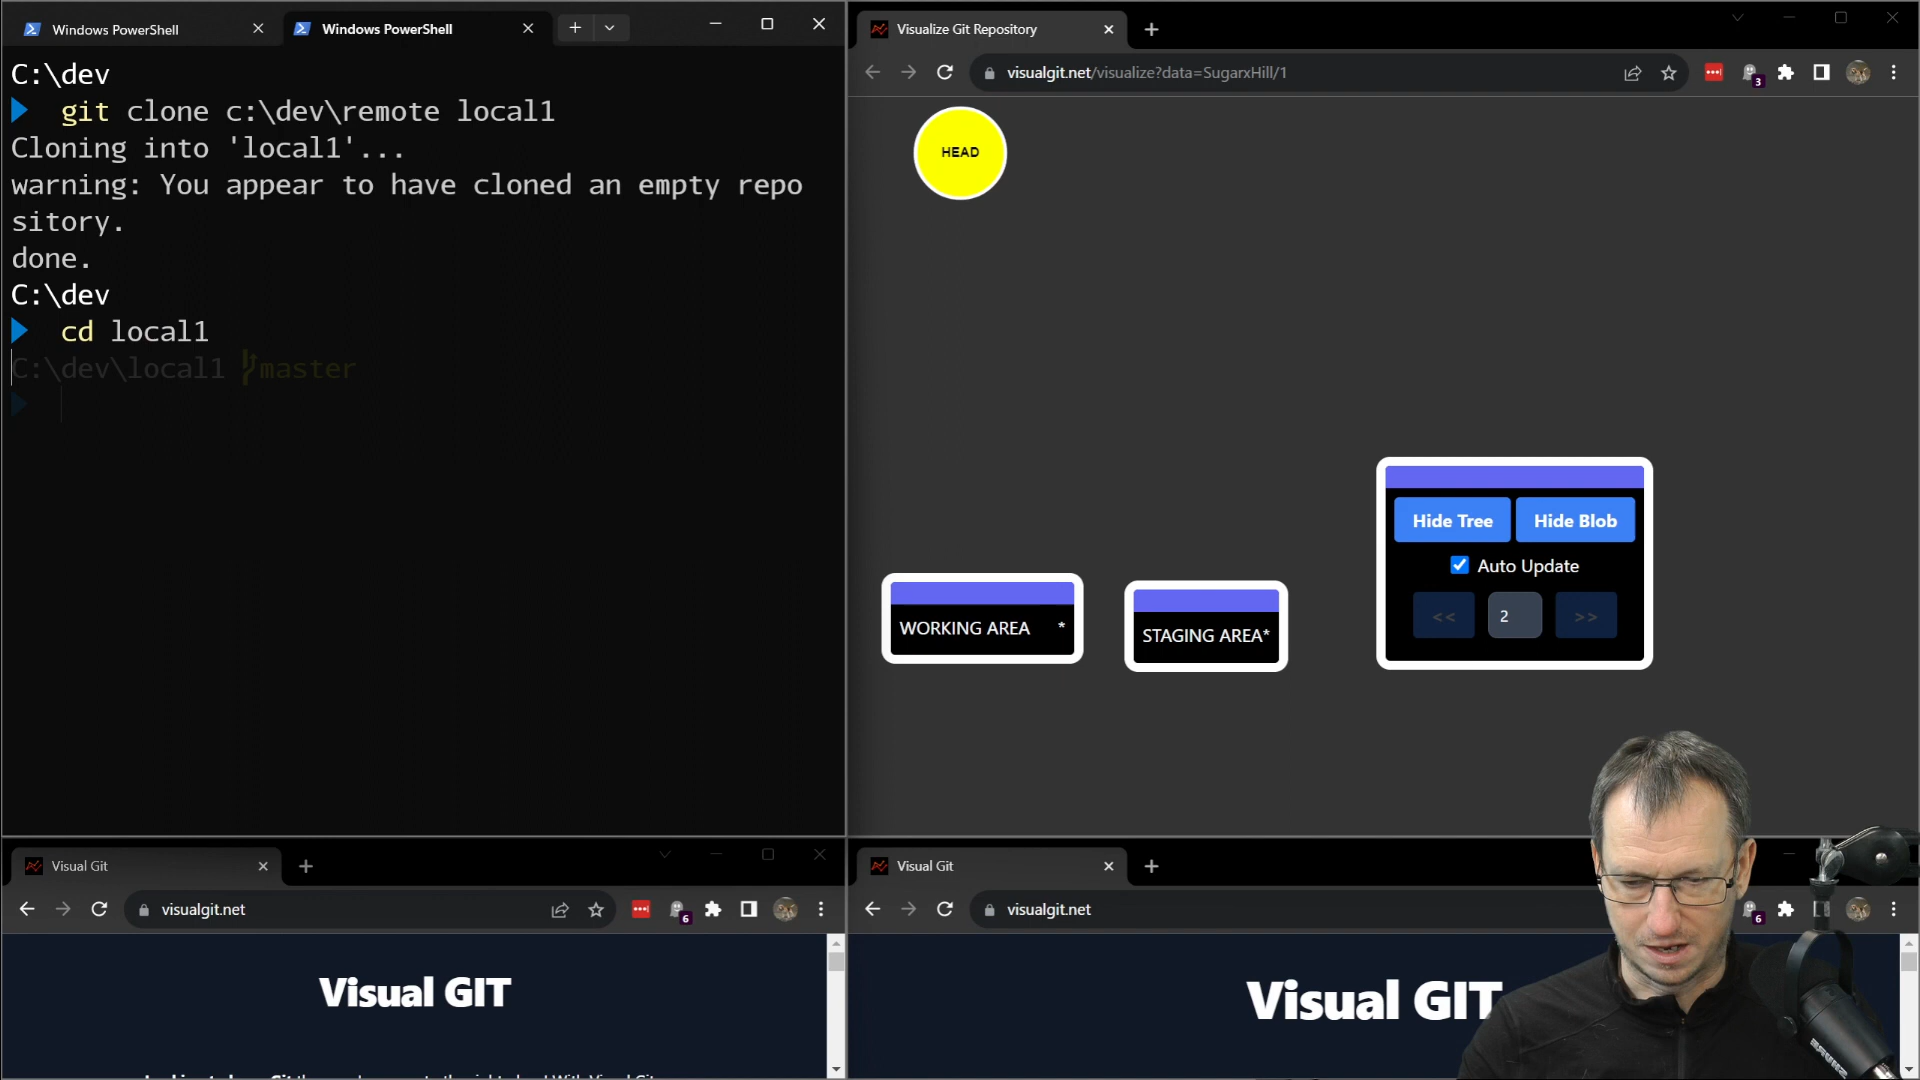 Windows PowerShell
Windows PowerShell
C:\dev
git clone c:\dev\remote local1
Cloning into 'local1'...
warning: You appear to have cloned an empty repo
sitory.
done.
C:\dev
cd local1
C:\dev\local1 master
Visualize Git Repository
visualgit.net/visualize?data=SugarxHill/1
3
HEAD
Hide Tree Hide Blob
Auto Update
<< 2 >>
WORKING AREA *
STAGING AREA*
Visual Git
visualgit.net
6
Visual GIT
Visual Git
visualgit.net
6
Visual GIT